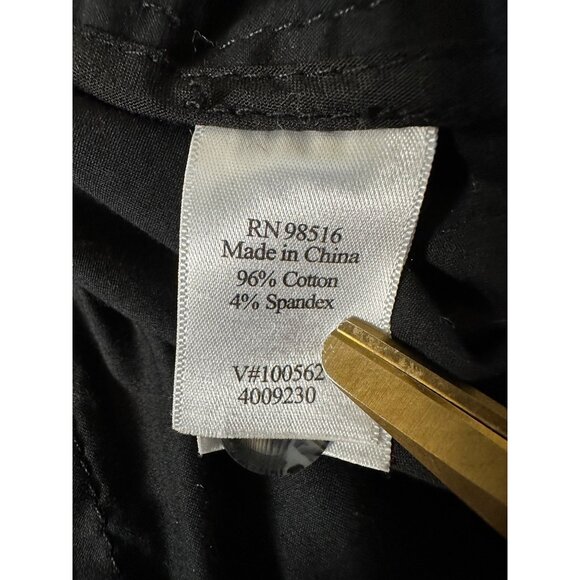 RN 98516
Made in China
96% Cotton
4% Spandex
V#100562
4009230